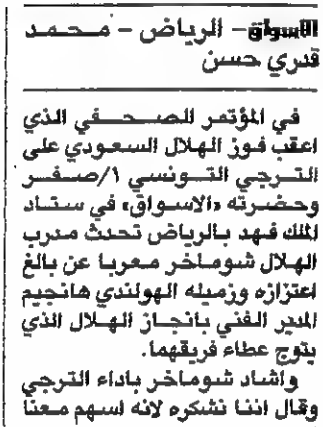 الاسواق - الرياض - محمد
قدري حسن
في المؤتمر الصحفي الذي
اعقب فوز الهلال السعودي على
الترجي التونسي ١/صفر
وحضرته «الاسواق» في ستاد
الملك فهد بالرياض تحدث مدرب
الهلال شوماخر معربا عن بالغ
اعتزازه وزميله الهولندي هانجيم
المدير الفني بانجاز الهلال الذي
يتوج عطاء فريقهما.
واشاد شوماخر باداء الترجي
وقال اننا نشكره لانه اسهم معنا